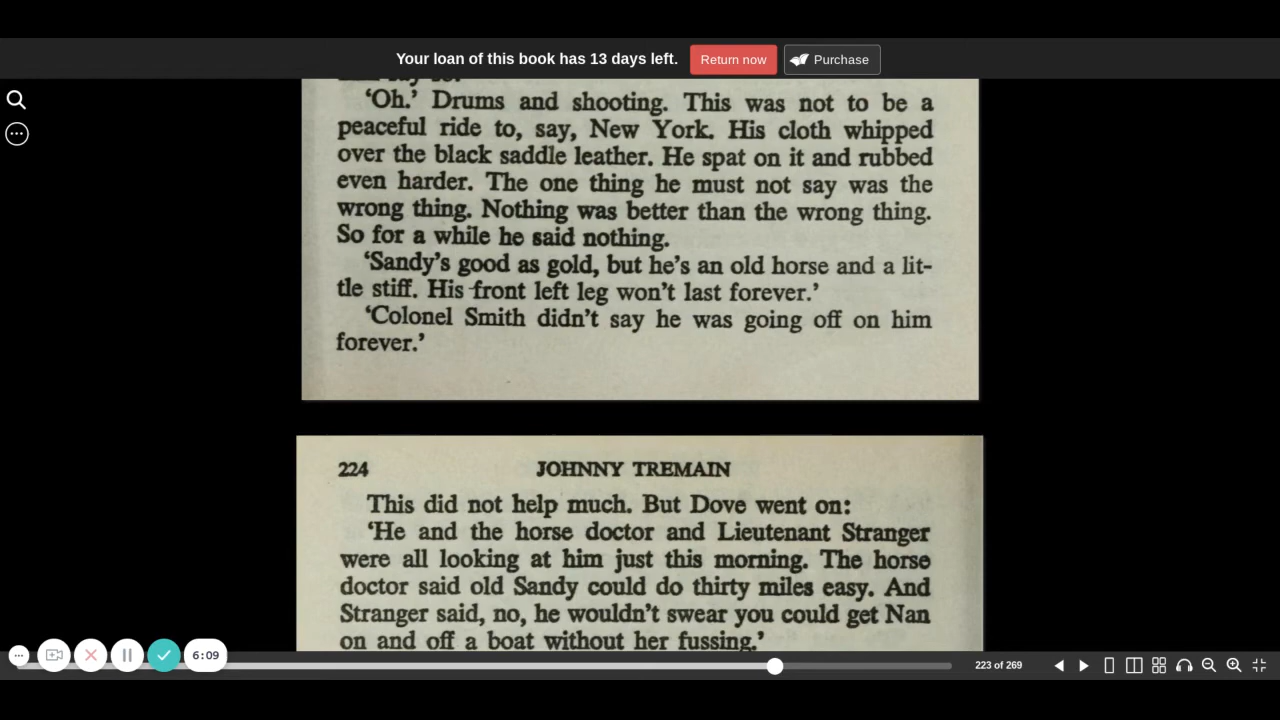 Your loan of this book has 13 days left. Return now Purchase
'Oh.' Drums and shooting. This was not to be a
peaceful ride to, say, New York. His cloth whipped
over the black saddle leather. He spat on it and rubbed
even harder. The one thing he must not say was the
wrong thing. Nothing was better than the wrong thing.
So for a while he said nothing.
'Sandy's good as gold, but he's an old horse and a lit-
tle stiff. His front left leg won't last forever.'
'Colonel Smith didn't say he was going off on him
forever.'
224 JOHNNY TREMAIN
This did not help much. But Dove went on:
'He and the horse doctor and Lieutenant Stranger
were all looking at him just this morning. The horse
doctor said old Sandy could do thirty miles easy. And
Stranger said, no, he wouldn't swear you could get Nan
on and off a boat without her fussing.'
6:09
223 of 269